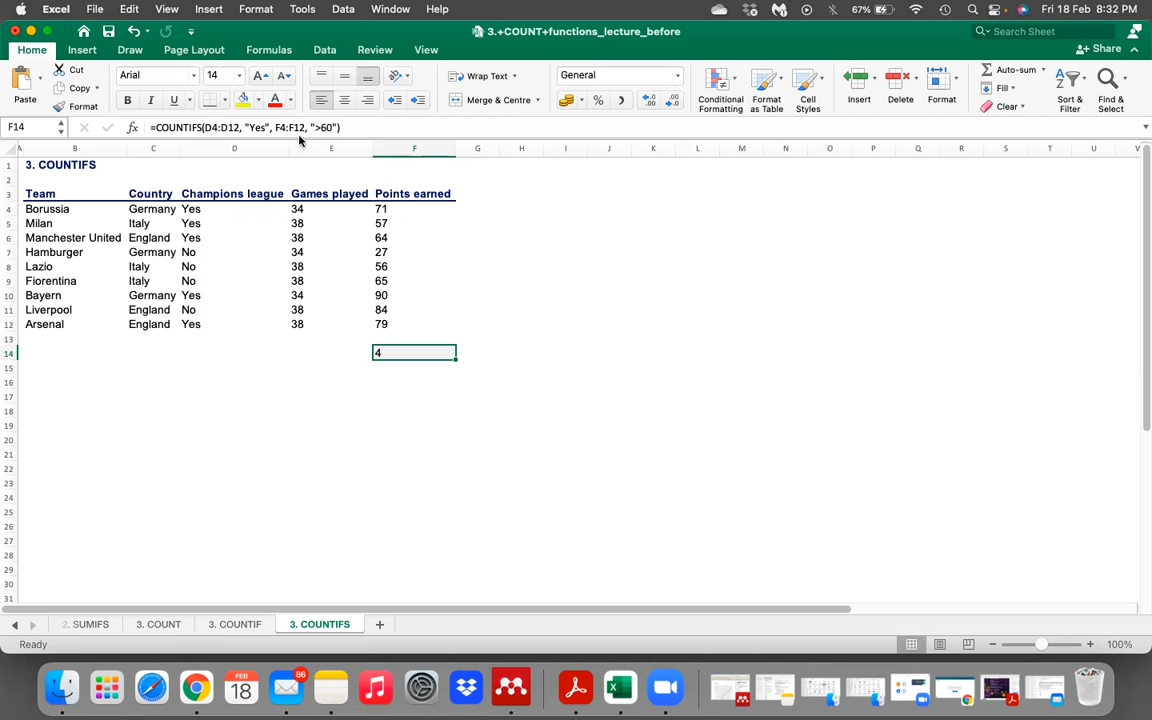 Excel File Edit View Insert Format Tools Data Window Help 67% Fri 18 Feb 8:32 PM
3.+COUNT+functions_lecture_before Search Sheet
Home Insert Draw Page Layout Formulas Data Review View Share
Paste Cut Copy Format Arial 14 Wrap Text Merge & Centre General Conditional Formatting Format as Table Cell Styles Insert Delete Format Auto-sum Fill Clear Sort & Filter Find & Select
F14 fx =COUNTIFS(D4:D12, "Yes", F4:F12, ">60")
A B C D E F G H I J K L M N O P Q R S T U V
1 3. COUNTIFS
2
3 Team Country Champions league Games played Points earned
4 Borussia Germany Yes 34 71
5 Milan Italy Yes 38 57
6 Manchester United England Yes 38 64
7 Hamburger Germany No 34 27
8 Lazio Italy No 38 56
9 Fiorentina Italy No 38 65
10 Bayern Germany Yes 34 90
11 Liverpool England No 38 84
12 Arsenal England Yes 38 79
13
14 4
15
16
17
18
19
20
21
22
23
24
25
26
27
28
29
30
31
2. SUMIFS 3. COUNT 3. COUNTIF 3. COUNTIFS
Ready 100%
FEB 18 86